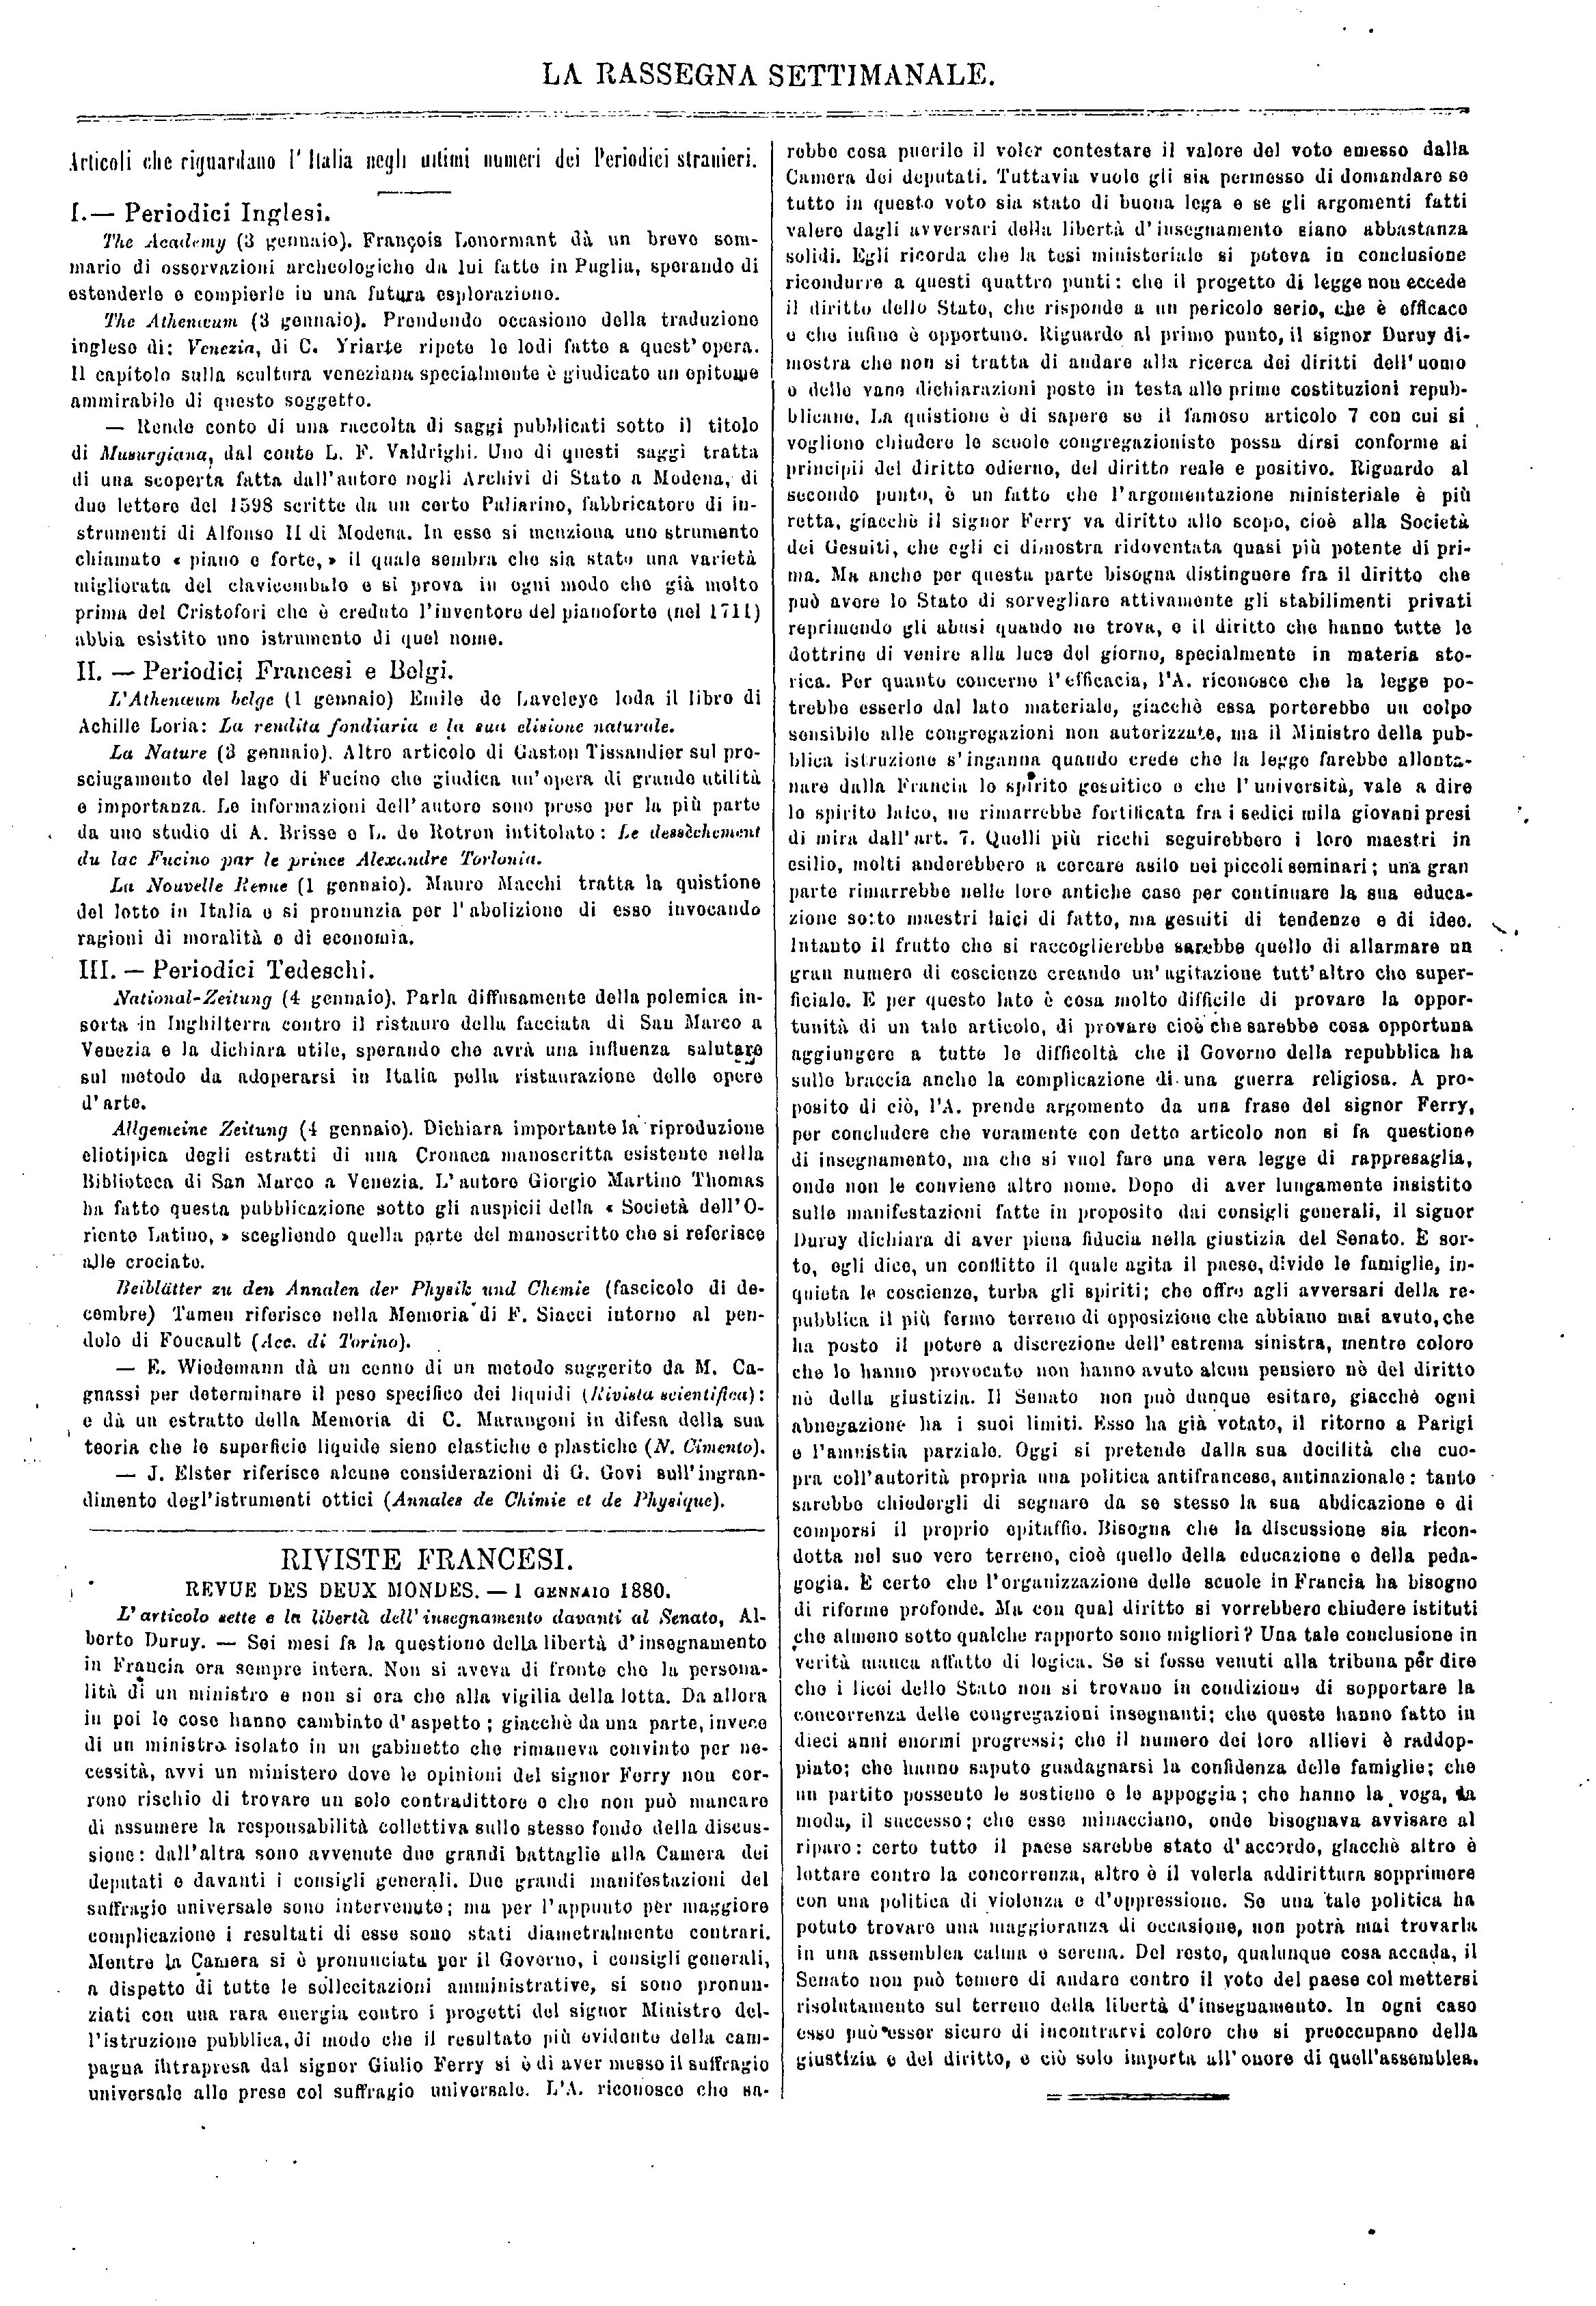 LA RASSEGNA SETTIMANALE.
Articoli che riguardano l'Italia negli ultimi numeri dei Periodici stranieri.
I. — Periodici Inglesi.
The Academy (3 gennaio). François Lenormant dà un breve som-
mario di osservazioni archeologiche da lui fatte in Puglia, sperando di
estenderle e compierle in una futura esplorazione.
The Athenæum (3 gennaio). Prendendo occasione della traduzione
inglese di: Venezia, di C. Yriarte ripete le lodi fatte a quest'opera.
Il capitolo sulla scultura veneziana specialmente è giudicato un epitome
ammirabile di questo soggetto.
— Rende conto di una raccolta di saggi pubblicati sotto il titolo
di Musurgiana, dal conte L. F. Valdrighi. Uno di questi saggi tratta
di una scoperta fatta dall'autore negli Archivi di Stato a Modena, di
due lettere del 1598 scritte da un certo Paliarino, fabbricatore di in-
strumenti di Alfonso II di Modena. In esse si menziona uno strumento
chiamato « piano e forte, » il quale sembra che sia stato una varietà
migliorata del clavicembalo e si prova in ogni modo che già molto
prima del Cristofori che è creduto l'inventore del pianoforte (nel 1711)
abbia esistito uno istrumento di quel nome.
II. — Periodici Francesi e Belgi.
L'Athenæum belge (1 gennaio) Emile de Laveleye loda il libro di
Achille Loria: La rendita fondiaria e la sua elisione naturale.
La Nature (3 gennaio). Altro articolo di Gaston Tissandier sul pro-
sciugamento del lago di Fucino che giudica un'opera di grande utilità
e importanza. Le informazioni dell'autore sono prese per la più parte
da uno studio di A. Brisse e L. de Rotrou intitolato: Le dessèchement
du lac Fucino par le prince Alexandre Torlonia.
La Nouvelle Revue (1 gennaio). Mauro Macchi tratta la quistione
del lotto in Italia e si pronunzia per l'abolizione di esso invocando
ragioni di moralità e di economia.
III. — Periodici Tedeschi.
National-Zeitung (4 gennaio). Parla diffusamente della polemica in-
sorta in Inghilterra contro il ristauro della facciata di San Marco a
Venezia e la dichiara utile, sperando che avrà una influenza salutare
sul metodo da adoperarsi in Italia pella ristaurazione delle opere
d'arte.
Allgemeine Zeitung (4 gennaio). Dichiara importante la riproduzione
eliotipica degli estratti di una Cronaca manoscritta esistente nella
Biblioteca di San Marco a Venezia. L'autore Giorgio Martino Thomas
ha fatto questa pubblicazione sotto gli auspicii della « Società dell'O-
riente Latino, » scegliendo quella parte del manoscritto che si referisce
alle crociate.
Beiblätter zu den Annalen der Physik und Chemie (fascicolo di de-
cembre) Tamen riferisce nella Memoria di F. Siacci intorno al pen-
dolo di Foucault (Acc. di Torino).
— E. Wiedemann dà un cenno di un metodo suggerito da M. Ca-
gnassi per determinare il peso specifico dei liquidi (Rivista scientifica):
e dà un estratto della Memoria di C. Marangoni in difesa della sua
teoria che le superficie liquide sieno elastiche e plastiche (N. Cimento).
— J. Elster riferisce alcune considerazioni di G. Govi sull'ingran-
dimento degl'istrumenti ottici (Annales de Chimie et de Physique).
RIVISTE FRANCESI.
REVUE DES DEUX MONDES. — 1 GENNAIO 1880.
L'articolo sette e la libertà dell'insegnamento davanti al Senato, Al-
berto Duruy. — Sei mesi fa la questione della libertà d'insegnamento
in Francia era sempre intera. Non si aveva di fronte che la persona-
lità di un ministro e non si era che alla vigilia della lotta. Da allora
in poi le cose hanno cambiato d'aspetto; giacchè da una parte, invece
di un ministro isolato in un gabinetto che rimaneva convinto per ne-
cessità, avvi un ministero dove le opinioni del signor Ferry non cor-
rono rischio di trovare un solo contradittore e che non può mancare
di assumere la responsabilità collettiva sullo stesso fondo della discus-
sione: dall'altra sono avvenute due grandi battaglie alla Camera dei
deputati e davanti i consigli generali. Due grandi manifestazioni del
suffragio universale sono intervenute; ma per l'appunto per maggiore
complicazione i resultati di esse sono stati diametralmente contrari.
Mentre la Camera si è pronunciata per il Governo, i consigli generali,
a dispetto di tutte le sollecitazioni amministrative, si sono pronun-
ziati con una rara energia contro i progetti del signor Ministro del-
l'istruzione pubblica, di modo che il resultato più evidente della cam-
pagna intrapresa dal signor Giulio Ferry si è di aver messo il suffragio
universale alle prese col suffragio universale. L'A. riconosce che sa-
rebbe cosa puerile il voler contestare il valore del voto emesso dalla
Camera dei deputati. Tuttavia vuole gli sia permesso di domandare se
tutto in questo voto sia stato di buona lega e se gli argomenti fatti
valere dagli avversari della libertà d'insegnamento siano abbastanza
solidi. Egli ricorda che la tesi ministeriale si poteva in conclusione
ricondurre a questi quattro punti: che il progetto di legge non eccede
il diritto dello Stato, che risponde a un pericolo serio, che è efficace
e che infine è opportuno. Riguardo al primo punto, il signor Duruy di-
mostra che non si tratta di andare alla ricerca dei diritti dell'uomo
o delle vane dichiarazioni poste in testa alle prime costituzioni repub-
blicane. La quistione è di sapere se il famoso articolo 7 con cui si
vogliono chiudere le scuole congregazioniste possa dirsi conforme ai
principii del diritto odierno, del diritto reale e positivo. Riguardo al
secondo punto, è un fatto che l'argomentazione ministeriale è più
retta, giacchè il signor Ferry va diritto allo scopo, cioè alla Società
dei Gesuiti, che egli ci dimostra ridoventata quasi più potente di pri-
ma. Ma anche per questa parte bisogna distinguere fra il diritto che
può avere lo Stato di sorvegliare attivamente gli stabilimenti privati
reprimendo gli abusi quando ne trova, e il diritto che hanno tutte le
dottrine di venire alla luce del giorno, specialmente in materia sto-
rica. Per quanto concerne l'efficacia, l'A. riconosce che la legge po-
trebbe esserlo dal lato materiale, giacchè essa porterebbe un colpo
sensibile alle congregazioni non autorizzate, ma il Ministro della pub-
blica istruzione s'inganna quando crede che la legge farebbe allonta-
nare dalla Francia lo spirito gesuitico e che l'università, vale a dire
lo spirito laico, ne rimarrebbe fortificata fra i sedici mila giovani presi
di mira dall'art. 7. Quelli più ricchi seguirebbero i loro maestri in
esilio, molti anderebbero a cercare asilo nei piccoli seminari; una gran
parte rimarrebbe nelle loro antiche case per continuare la sua educa-
zione sotto maestri laici di fatto, ma gesuiti di tendenze e di idee.
Intanto il frutto che si raccoglierebbe sarebbe quello di allarmare un
gran numero di coscienze creando un'agitazione tutt'altro che super-
ficiale. E per questo lato è cosa molto difficile di provare la oppor-
tunità di un tale articolo, di provare cioè che sarebbe cosa opportuna
aggiungere a tutte le difficoltà che il Governo della repubblica ha
sulle braccia anche la complicazione di una guerra religiosa. A pro-
posito di ciò, l'A. prende argomento da una frase del signor Ferry,
per concludere che veramente con detto articolo non si fa questione
di insegnamento, ma che si vuol fare una vera legge di rappresaglia,
onde non le conviene altro nome. Dopo di aver lungamente insistito
sulle manifestazioni fatte in proposito dai consigli generali, il signor
Duruy dichiara di aver piena fiducia nella giustizia del Senato. È sor-
to, egli dice, un conflitto il quale agita il paese, divide le famiglie, in-
quieta le coscienze, turba gli spiriti; che offre agli avversari della re-
pubblica il più fermo terreno di opposizione che abbiano mai avuto, che
ha posto il potere a discrezione dell'estrema sinistra, mentre coloro
che lo hanno provocato non hanno avuto alcun pensiero nè del diritto
nè della giustizia. Il Senato non può dunque esitare, giacchè ogni
abnegazione ha i suoi limiti. Esso ha già votato, il ritorno a Parigi
e l'amnistia parziale. Oggi si pretende dalla sua docilità che cuo-
pra coll'autorità propria una politica antifrancese, antinazionale: tanto
sarebbe chiedergli di segnare da se stesso la sua abdicazione e di
comporsi il proprio epitaffio. Bisogna che la discussione sia ricon-
dotta nel suo vero terreno, cioè quello della educazione e della peda-
gogia. È certo che l'organizzazione delle scuole in Francia ha bisogno
di riforme profonde. Ma con qual diritto si vorrebbero chiudere istituti
che almeno sotto qualche rapporto sono migliori? Una tale conclusione in
verità manca affatto di logica. Se si fosse venuti alla tribuna per dire
che i licei dello Stato non si trovano in condizione di sopportare la
concorrenza delle congregazioni insegnanti; che queste hanno fatto in
dieci anni enormi progressi; che il numero dei loro allievi è raddop-
piato; che hanno saputo guadagnarsi la confidenza delle famiglie; che
un partito possente le sostiene e le appoggia; che hanno la voga, la
moda, il successo; che esse minacciano, onde bisognava avvisare al
riparo: certo tutto il paese sarebbe stato d'accordo, giacchè altro è
lottare contro la concorrenza, altro è il volerla addirittura sopprimere
con una politica di violenza e d'oppressione. Se una tale politica ha
potuto trovare una maggioranza di occasione, non potrà mai trovarla
in una assemblea calma e serena. Del resto, qualunque cosa accada, il
Senato non può temere di andare contro il voto del paese col mettersi
risolutamente sul terreno della libertà d'insegnamento. In ogni caso
esso può esser sicuro di incontrarvi coloro che si preoccupano della
giustizia e del diritto, e ciò solo importa all'onore di quell'assemblea.